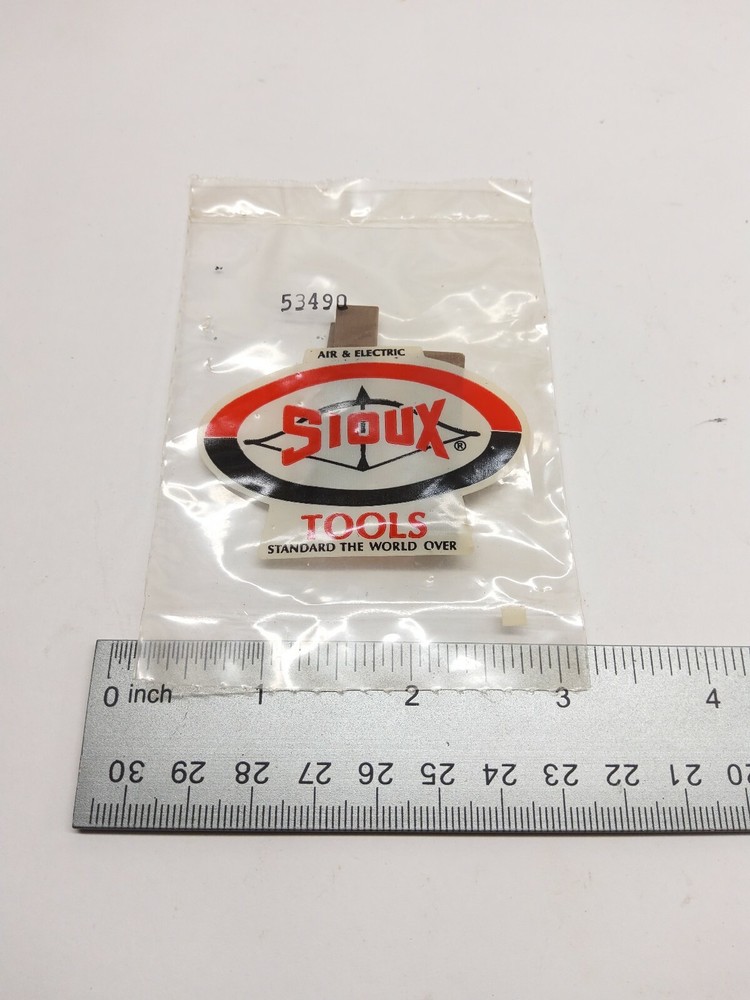 53490
AIR & ELECTRIC
SIOUX ®
TOOLS
STANDARD THE WORLD OVER
0 inch 1 2 3 4
30 29 28 27 26 25 24 23 22 21 20